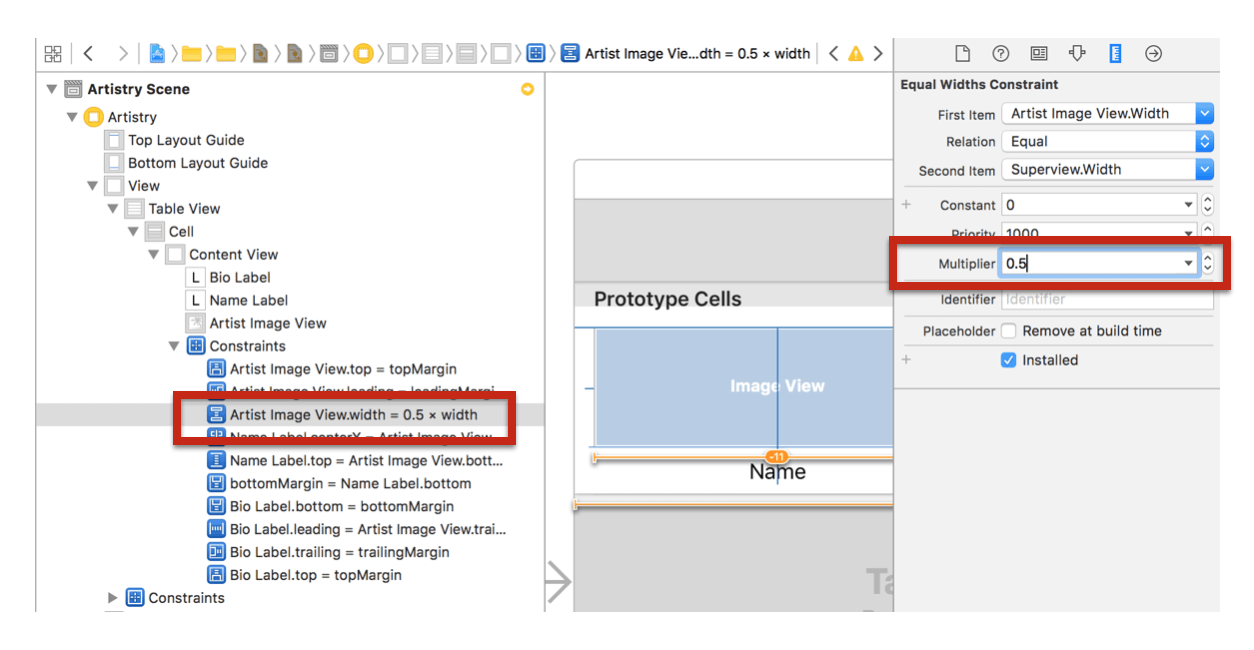 Artist Image Vie...dth = 0.5 × width
Artistry Scene
Artistry
Top Layout Guide
Bottom Layout Guide
View
Table View
Cell
Content View
L Bio Label
L Name Label
Artist Image View
Constraints
Artist Image View.top = topMargin
Artist Image View.leading = leadingMargi...
Artist Image View.width = 0.5 × width
Name Label.centerX = Artist Image View....
Name Label.top = Artist Image View.bott...
bottomMargin = Name Label.bottom
Bio Label.bottom = bottomMargin
Bio Label.leading = Artist Image View.trai...
Bio Label.trailing = trailingMargin
Bio Label.top = topMargin
Constraints
Prototype Cells
Image View
-11
Name
Ta
Equal Widths Constraint
First Item Artist Image View.Width
Relation Equal
Second Item Superview.Width
Constant 0
Priority 1000
Multiplier 0.5
Identifier Identifier
Placeholder Remove at build time
Installed